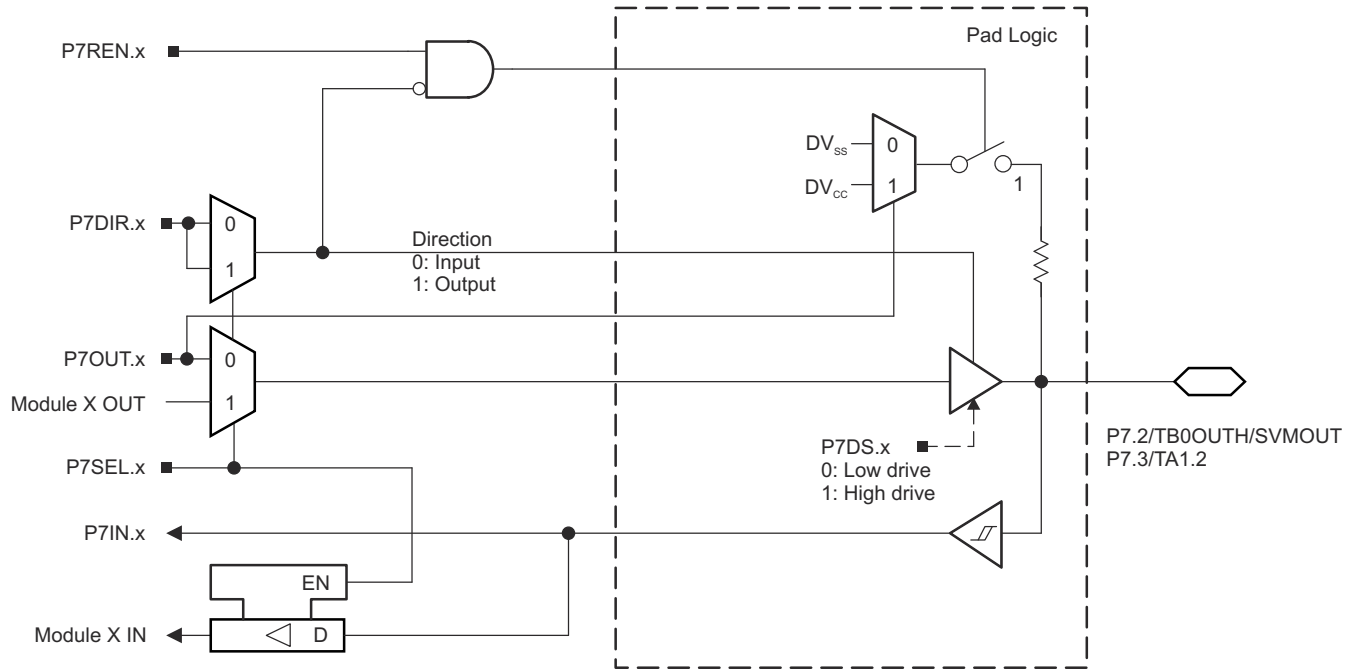 Pad Logic
P7REN.x
DVSS
0
DVCC
1
1
P7DIR.x
0
1
Direction
0: Input
1: Output
P7OUT.x
0
Module X OUT
1
P7DS.x
0: Low drive
1: High drive
P7.2/TB0OUTH/SVMOUT
P7.3/TA1.2
P7SEL.x
P7IN.x
EN
Module X IN
D